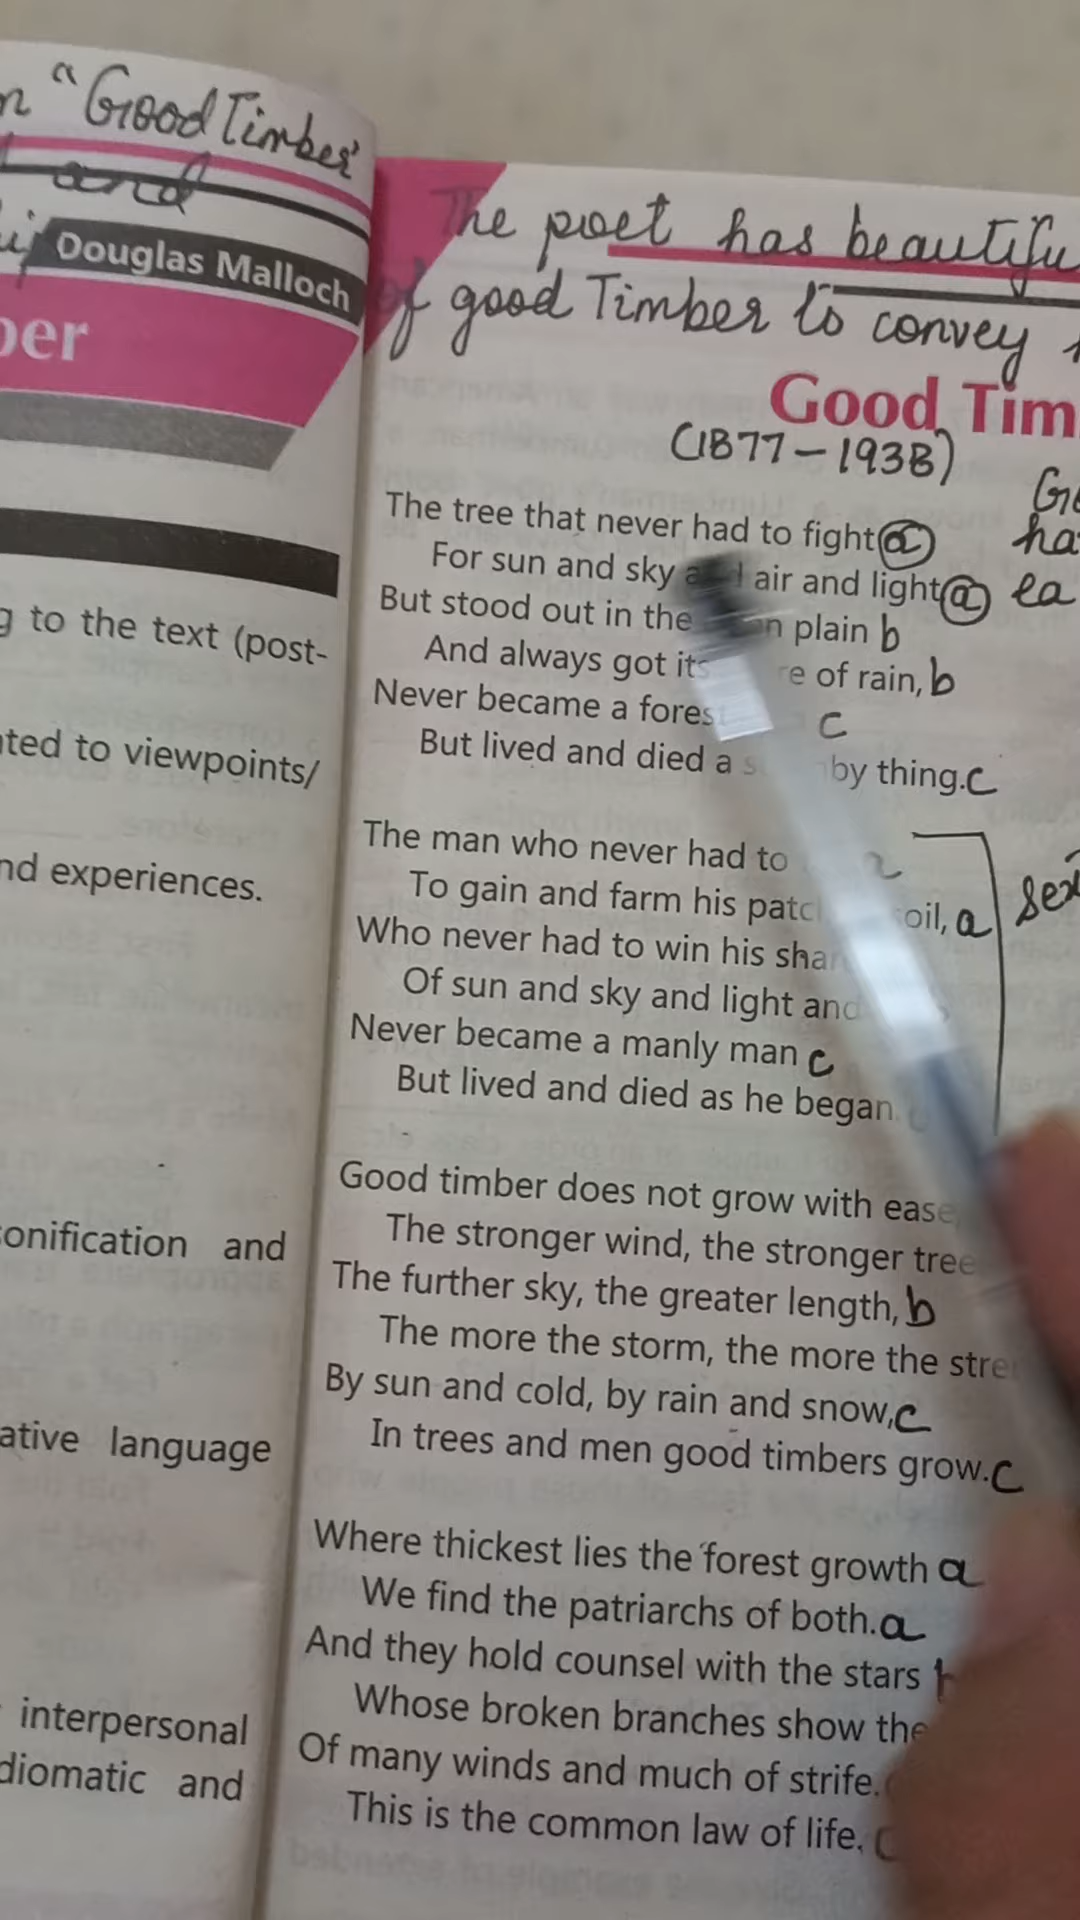 n "Good Timber"
and
Douglas Malloch
ber
g to the text (post-
ated to viewpoints/
nd experiences.
onification and
ative language
interpersonal
diomatic and
The poet has beautifu
of good Timber to convey
Good Tim
(1877-1938)
The tree that never had to fight a
For sun and sky air and light a
But stood out in the plain b
And always got its of rain, b
Never became a forest c
But lived and died a by thing. c
The man who never had to
To gain and farm his patch oil, a
Who never had to win his shar
Of sun and sky and light and
Never became a manly man c
But lived and died as he began.
Good timber does not grow with ease,
The stronger wind, the stronger tree
The further sky, the greater length, b
The more the storm, the more the stre
By sun and cold, by rain and snow, c
In trees and men good timbers grow. c
Where thickest lies the forest growth a
We find the patriarchs of both. a
And they hold counsel with the stars
Whose broken branches show the
Of many winds and much of strife.
This is the common law of life. c